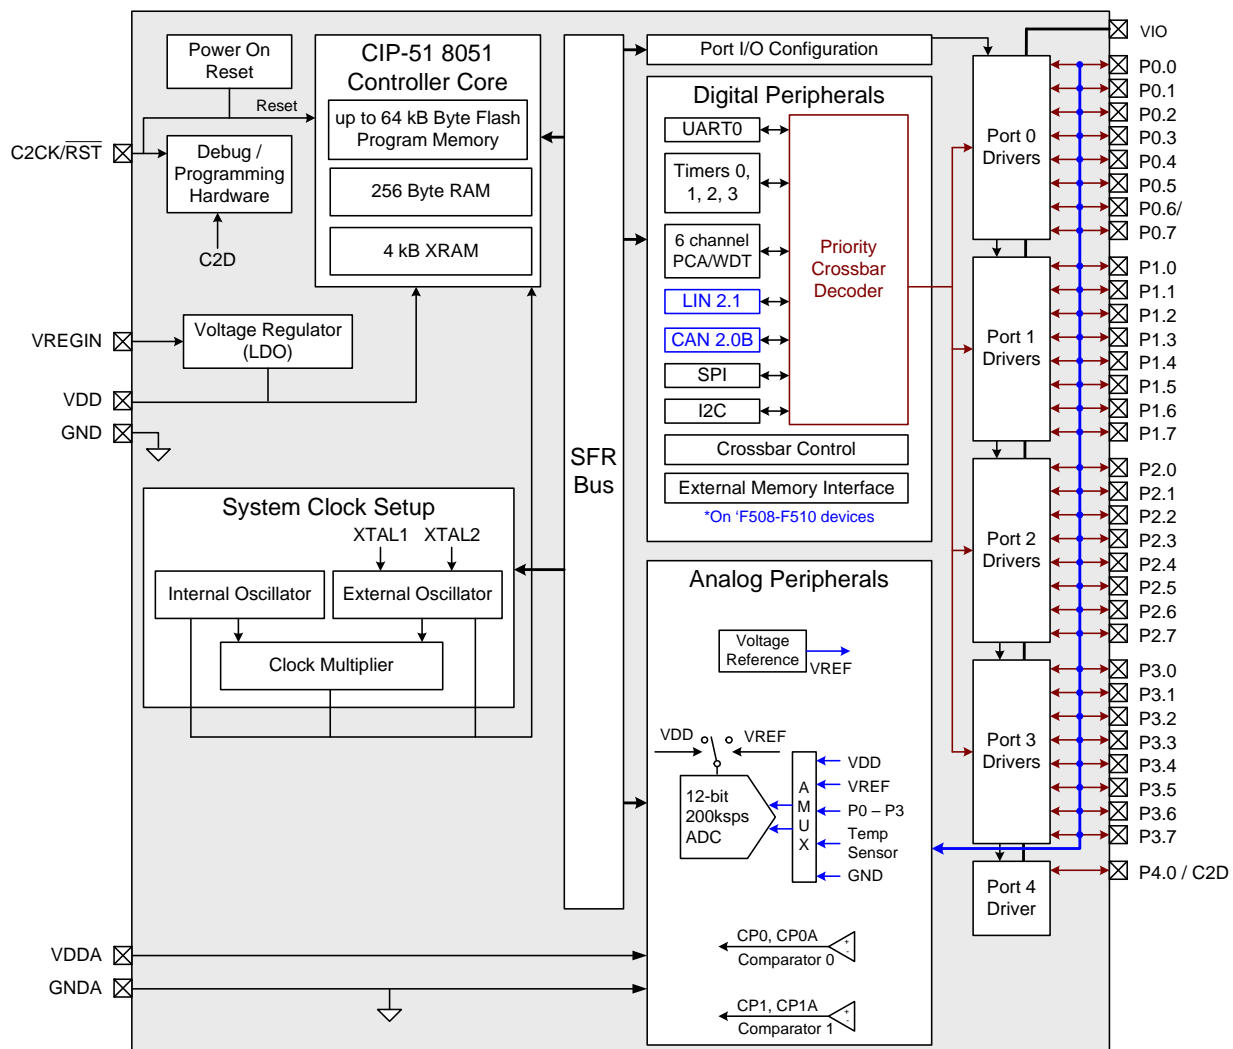 Power On
Reset
Reset
C2CK/RST
Debug /
Programming
Hardware
C2D
CIP-51 8051
Controller Core
up to 64 kB Byte Flash
Program Memory
256 Byte RAM
4 kB XRAM
VREGIN
Voltage Regulator
(LDO)
VDD
GND
System Clock Setup
XTAL1
XTAL2
Internal Oscillator
External Oscillator
Clock Multiplier
VDDA
GNDA
SFR
Bus
Port I/O Configuration
Digital Peripherals
UART0
Timers 0,
1, 2, 3
6 channel
PCA/WDT
LIN 2.1
CAN 2.0B
SPI
I2C
Priority
Crossbar
Decoder
Crossbar Control
External Memory Interface
*On ‘F508-F510 devices
Analog Peripherals
Voltage
Reference
VREF
VDD
VREF
12-bit
200ksps
ADC
A
M
U
X
VDD
VREF
P0 – P3
Temp
Sensor
GND
CP0, CP0A
+
-
Comparator 0
CP1, CP1A
+
-
Comparator 1
Port 0
Drivers
Port 1
Drivers
Port 2
Drivers
Port 3
Drivers
Port 4
Driver
VIO
P0.0
P0.1
P0.2
P0.3
P0.4
P0.5
P0.6/
P0.7
P1.0
P1.1
P1.2
P1.3
P1.4
P1.5
P1.6
P1.7
P2.0
P2.1
P2.2
P2.3
P2.4
P2.5
P2.6
P2.7
P3.0
P3.1
P3.2
P3.3
P3.4
P3.5
P3.6
P3.7
P4.0 / C2D